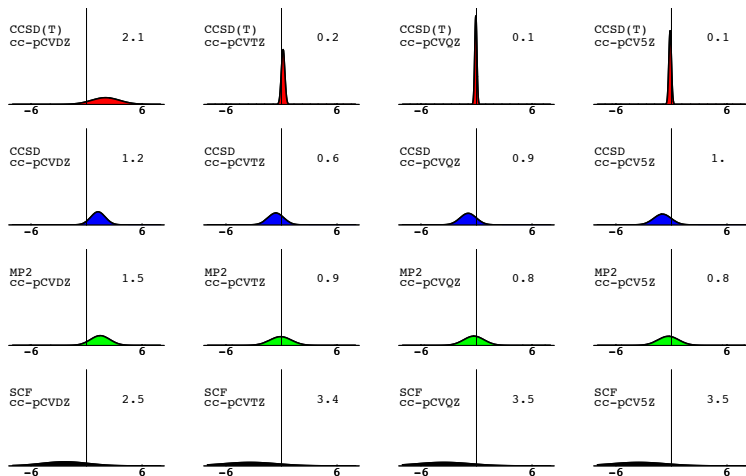 CCSD(T)
cc-pCVDZ
2.1
-6 6
CCSD(T)
cc-pCVTZ
0.2
-6 6
CCSD(T)
cc-pCVQZ
0.1
-6 6
CCSD(T)
cc-pCV5Z
0.1
-6 6
CCSD
cc-pCVDZ
1.2
-6 6
CCSD
cc-pCVTZ
0.6
-6 6
CCSD
cc-pCVQZ
0.9
-6 6
CCSD
cc-pCV5Z
1.
-6 6
MP2
cc-pCVDZ
1.5
-6 6
MP2
cc-pCVTZ
0.9
-6 6
MP2
cc-pCVQZ
0.8
-6 6
MP2
cc-pCV5Z
0.8
-6 6
SCF
cc-pCVDZ
2.5
-6 6
SCF
cc-pCVTZ
3.4
-6 6
SCF
cc-pCVQZ
3.5
-6 6
SCF
cc-pCV5Z
3.5
-6 6